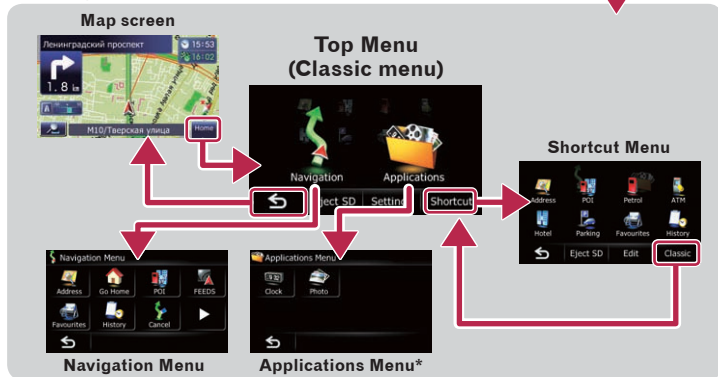 Map screen
Ленинградский проспект
15:53
16:02
1.8 km
A
М10/Тверская улица
Home
Top Menu
(Classic menu)
Navigation
Applications
Eject SD
Setting
Shortcut
Shortcut Menu
Address
POI
Petrol
ATM
Hotel
Parking
Favourites
History
Eject SD
Edit
Classic
Navigation Menu
Address
Go Home
POI
FEEDS
Favourites
History
Cancel
Navigation Menu
Applications Menu
Clock
Photo
Applications Menu*